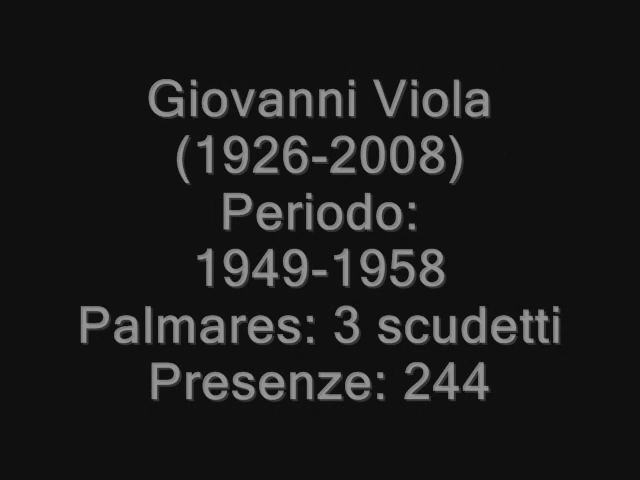 Giovanni Viola
(1926-2008)
Periodo:
1949-1958
Palmares: 3 scudetti
Presenze: 244